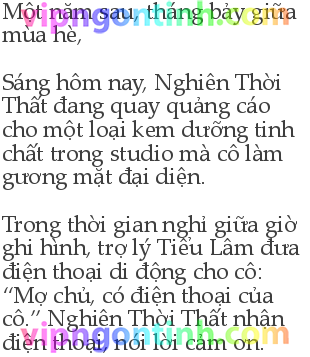 Một năm sau, tháng bảy giữa
mùa hè,
Sáng hôm nay, Nghiên Thời
Thất đang quay quảng cáo
cho một loại kem dưỡng tinh
chất trong studio mà cô làm
gương mặt đại diện.
Trong thời gian nghỉ giữa giờ
ghi hình, trợ lý Tiểu Lâm đưa
điện thoại di động cho cô:
“Mợ chủ, có điện thoại của
cô.” Nghiên Thời Thất nhận
điện thoại, nói lời cảm ơn.
vipngontinh.com
vipngontinh.com